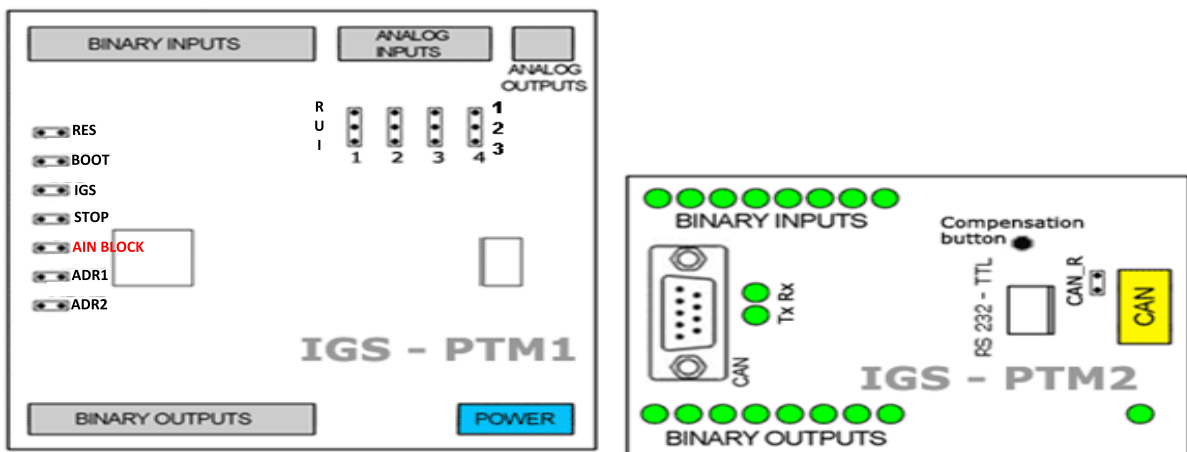 BINARY INPUTS
ANALOG
INPUTS
ANALOG
OUTPUTS
R
U
I
1
2
3
1 2 3 4
RES
BOOT
IGS
STOP
AIN BLOCK
ADR1
ADR2
IGS - PTM1
BINARY OUTPUTS
POWER
BINARY INPUTS
Compensation
button
Tx Rx
CAN
RS 232 - TTL
CAN_R
CAN
IGS - PTM2
BINARY OUTPUTS